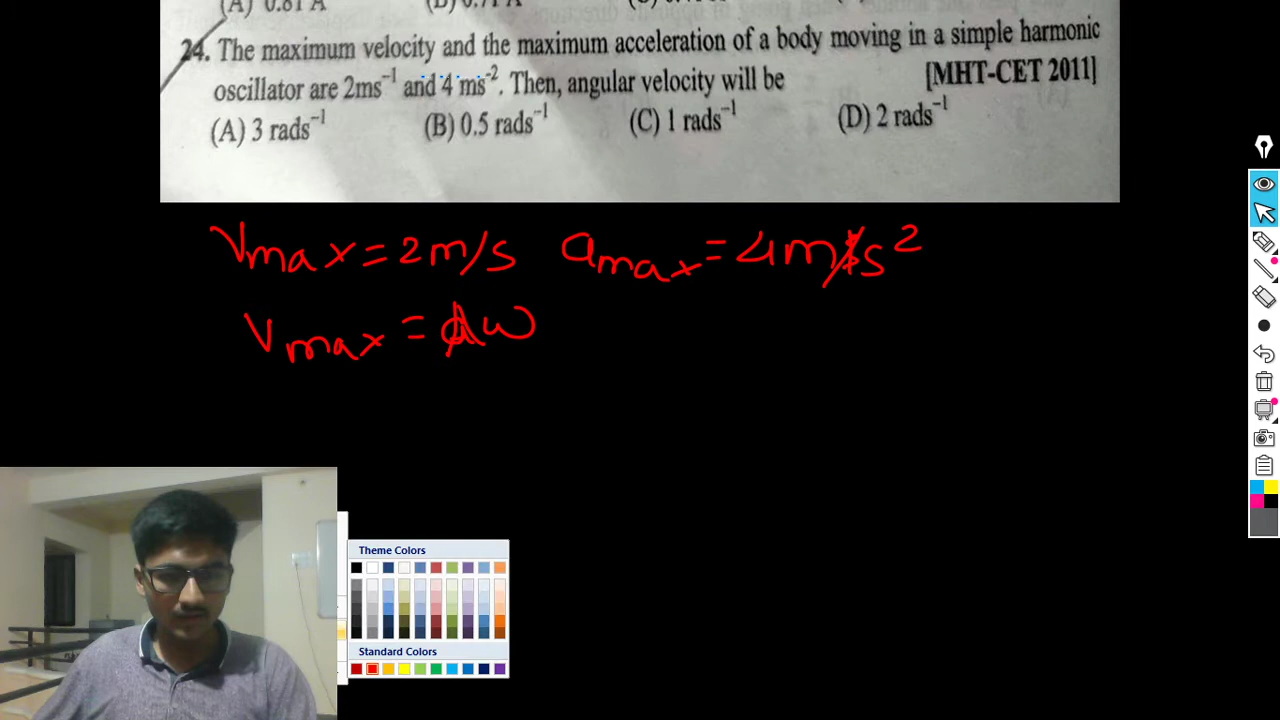 (A) 0.81 A
24. The maximum velocity and the maximum acceleration of a body moving in a simple harmonic
oscillator are 2ms⁻¹ and 4 ms⁻². Then, angular velocity will be [MHT-CET 2011]
(A) 3 rads⁻¹ (B) 0.5 rads⁻¹ (C) 1 rads⁻¹ (D) 2 rads⁻¹
Vmax = 2m/s amax = 4m/s²
Vmax = Aω
Theme Colors
Standard Colors